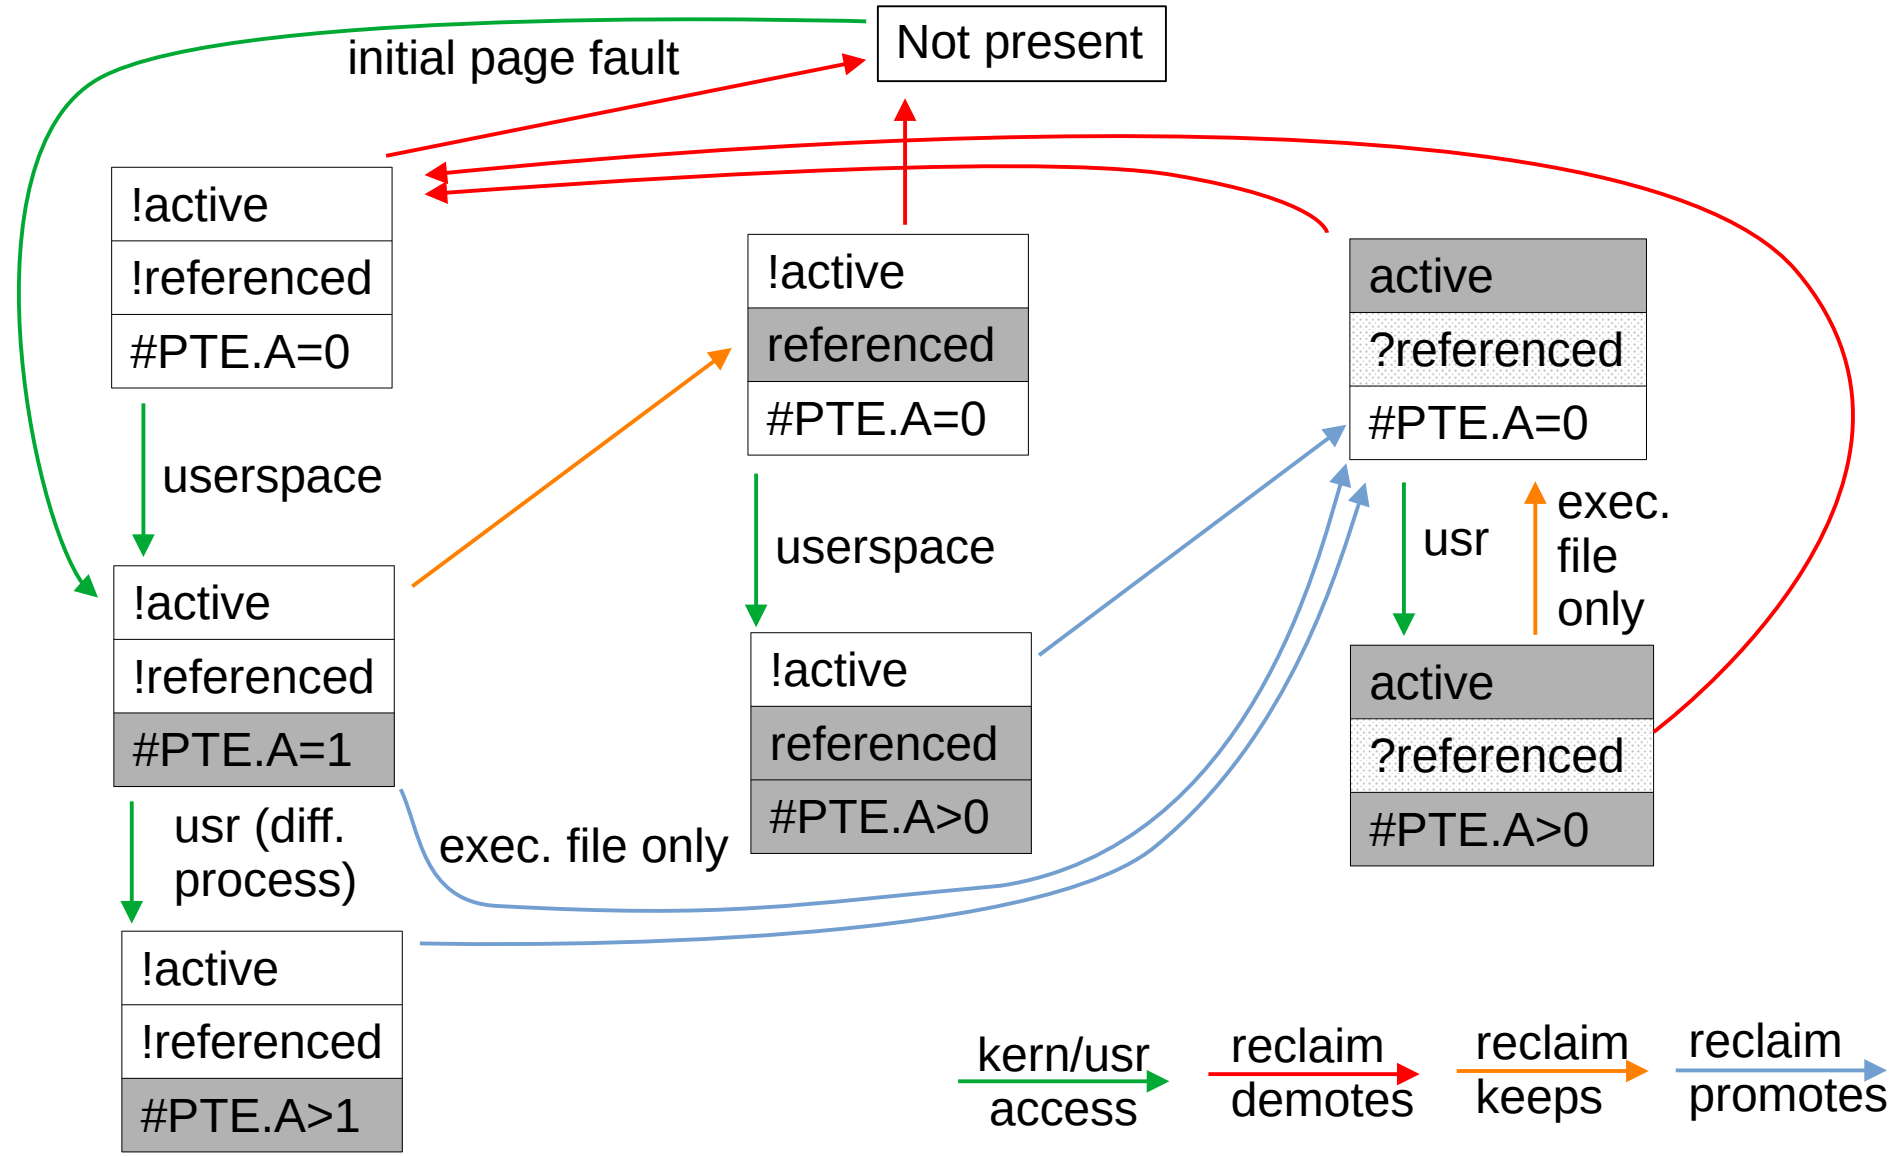 Not present
initial page fault
!active
!referenced
#PTE.A=0
!active
referenced
#PTE.A=0
active
?referenced
#PTE.A=0
userspace
userspace
usr
exec.
file
only
!active
!referenced
#PTE.A=1
!active
referenced
#PTE.A>0
active
?referenced
#PTE.A>0
usr (diff.
process)
exec. file only
!active
!referenced
#PTE.A>1
kern/usr
access
reclaim
demotes
reclaim
keeps
reclaim
promotes